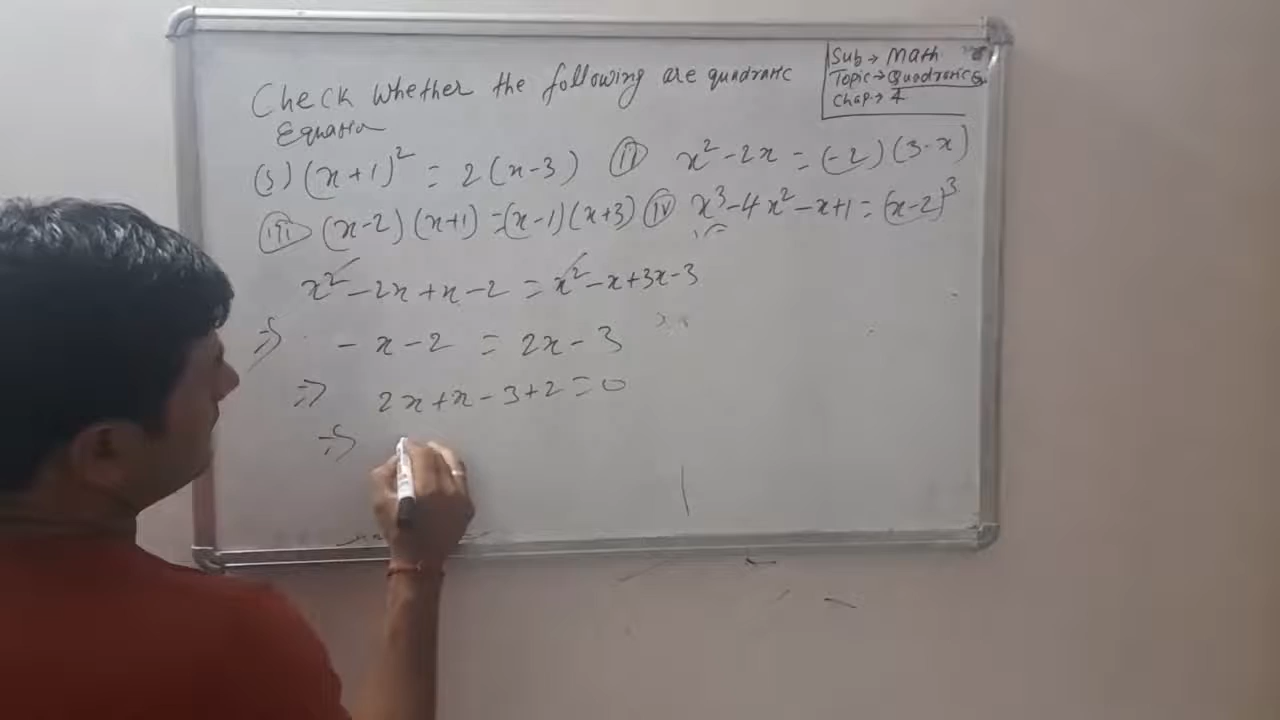 Sub → Math
Topic → Quadratic Eq
Chap. → 4
Check whether the following are quadratic
Equation
(i) (x+1)² = 2(x-3) (ii) x² - 2x = (-2)(3-x)
(iii) (x-2)(x+1) = (x-1)(x+3) (iv) x³ - 4x² - x + 1 = (x-2)³
x² - 2x + x - 2 = x² - x + 3x - 3
⇒ - x - 2 = 2x - 3
⇒ 2x + x - 3 + 2 = 0
⇒